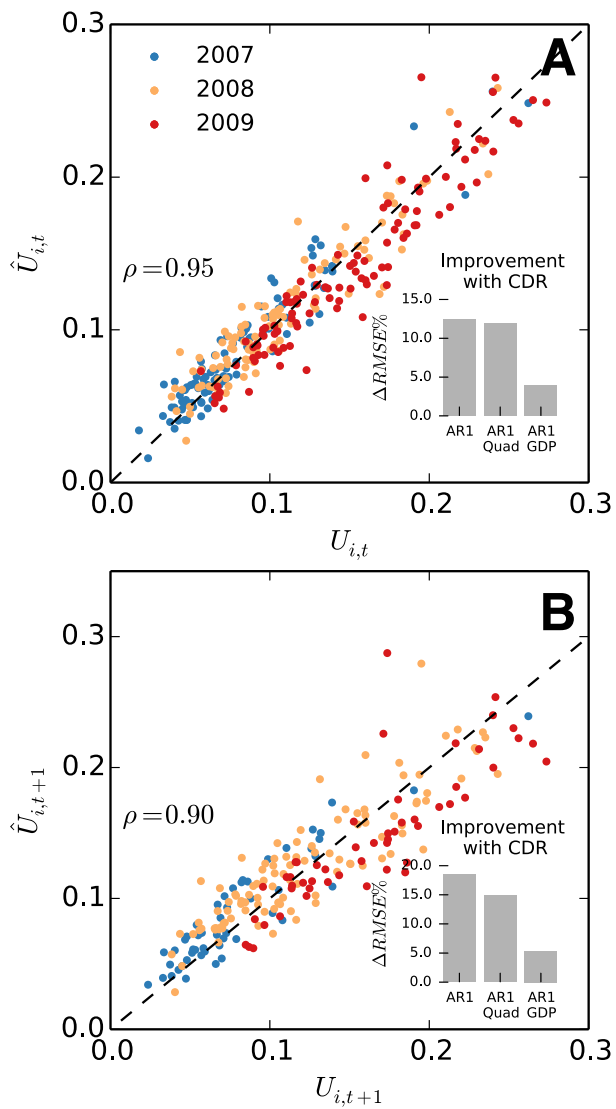 0.3
A
2007
2008
2009
0.2
Û_{i,t}
ρ=0.95
Improvement
with CDR
15.0
0.1
10.0
ΔRMSE%
5.0
0.0
AR1
AR1
Quad
AR1
GDP
0.0
0.0
0.1
0.2
0.3
U_{i,t}
B
0.3
0.2
Û_{i,t+1}
ρ=0.90
Improvement
with CDR
20.0
15.0
0.1
10.0
ΔRMSE%
5.0
0.0
AR1
AR1
Quad
AR1
GDP
0.0
0.0
0.1
0.2
0.3
U_{i,t+1}